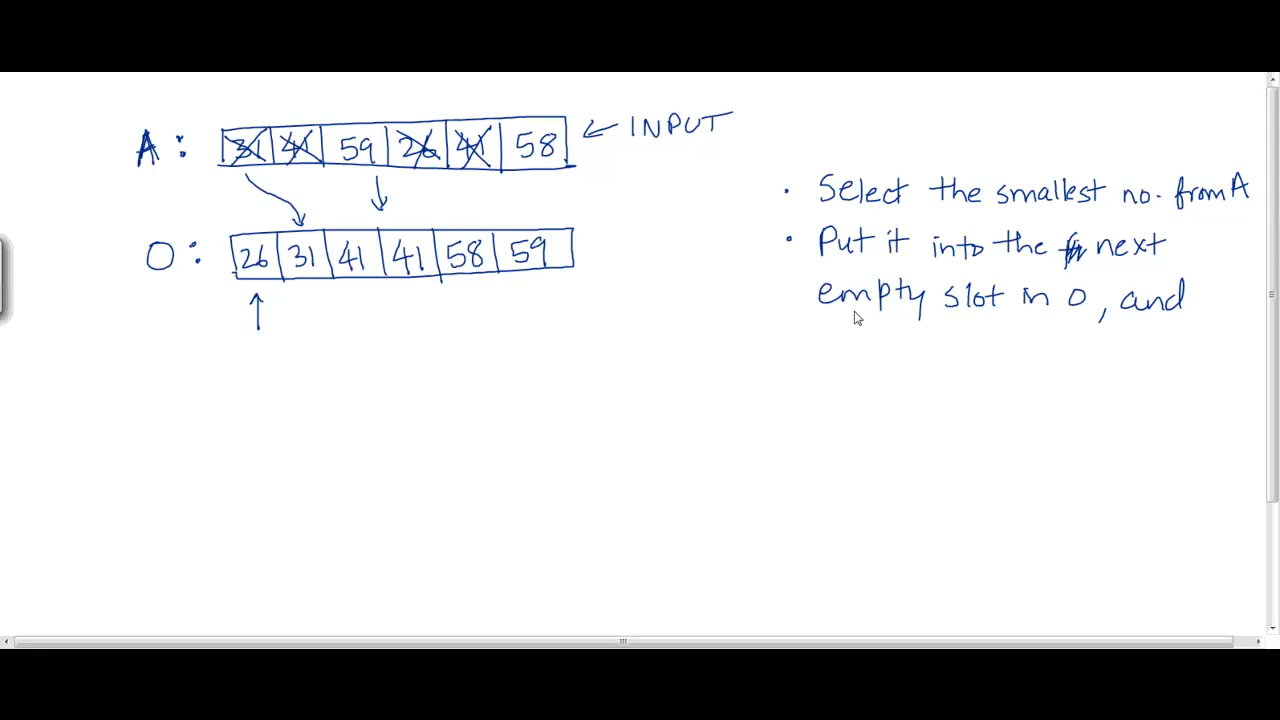 A: 31 41 59 26 41 58 ← INPUT
O: 26 31 41 41 58 59
• Select the smallest no. from A
• Put it into the next
empty slot in O, and